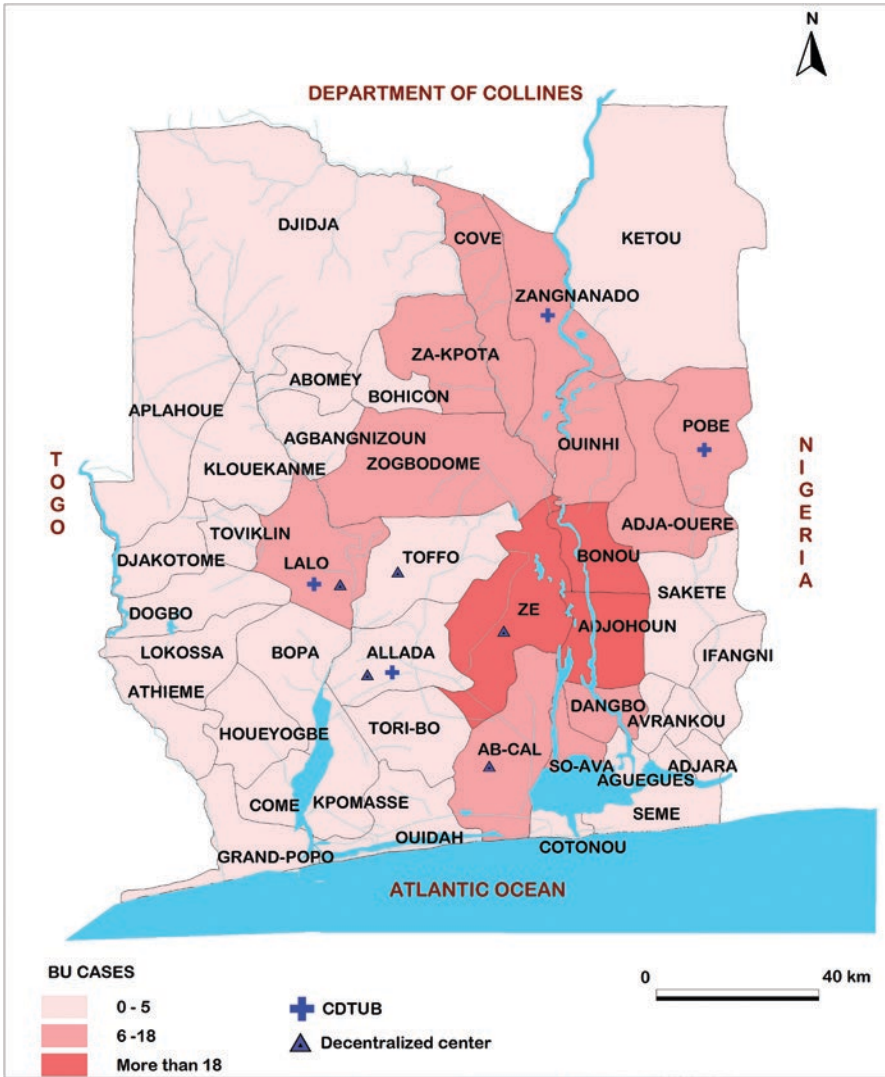 N
DEPARTMENT OF COLLINES
DJIDJA
COVE
KETOU
ZANGNANADO
ZA-KPOTA
ABOMEY
BOHICON
APLAHOUE
POBE
AGBANGNIZOUN
OUINHI
ZOGBODOME
KLOUEKANME
TOGO
NIGERIA
ADJA-OUERE
TOVIKLIN
BONOU
DJAKOTOME
LALO
TOFFO
SAKETE
DOGBO
ZE
ADJOHOUN
LOKOSSA
BOPA
ALLADA
IFANGNI
ATHIEME
DANGBO
AVRANKOU
HOUEYOGBE
TORI-BO
AB-CAL
SO-AVA
ADJARA
AGUEGUES
COME
KPOMASSE
SEME
OUIDAH
COTONOU
GRAND-POPO
ATLANTIC OCEAN
BU CASES
0 - 5
6 -18
More than 18
CDTUB
Decentralized center
0 40 km